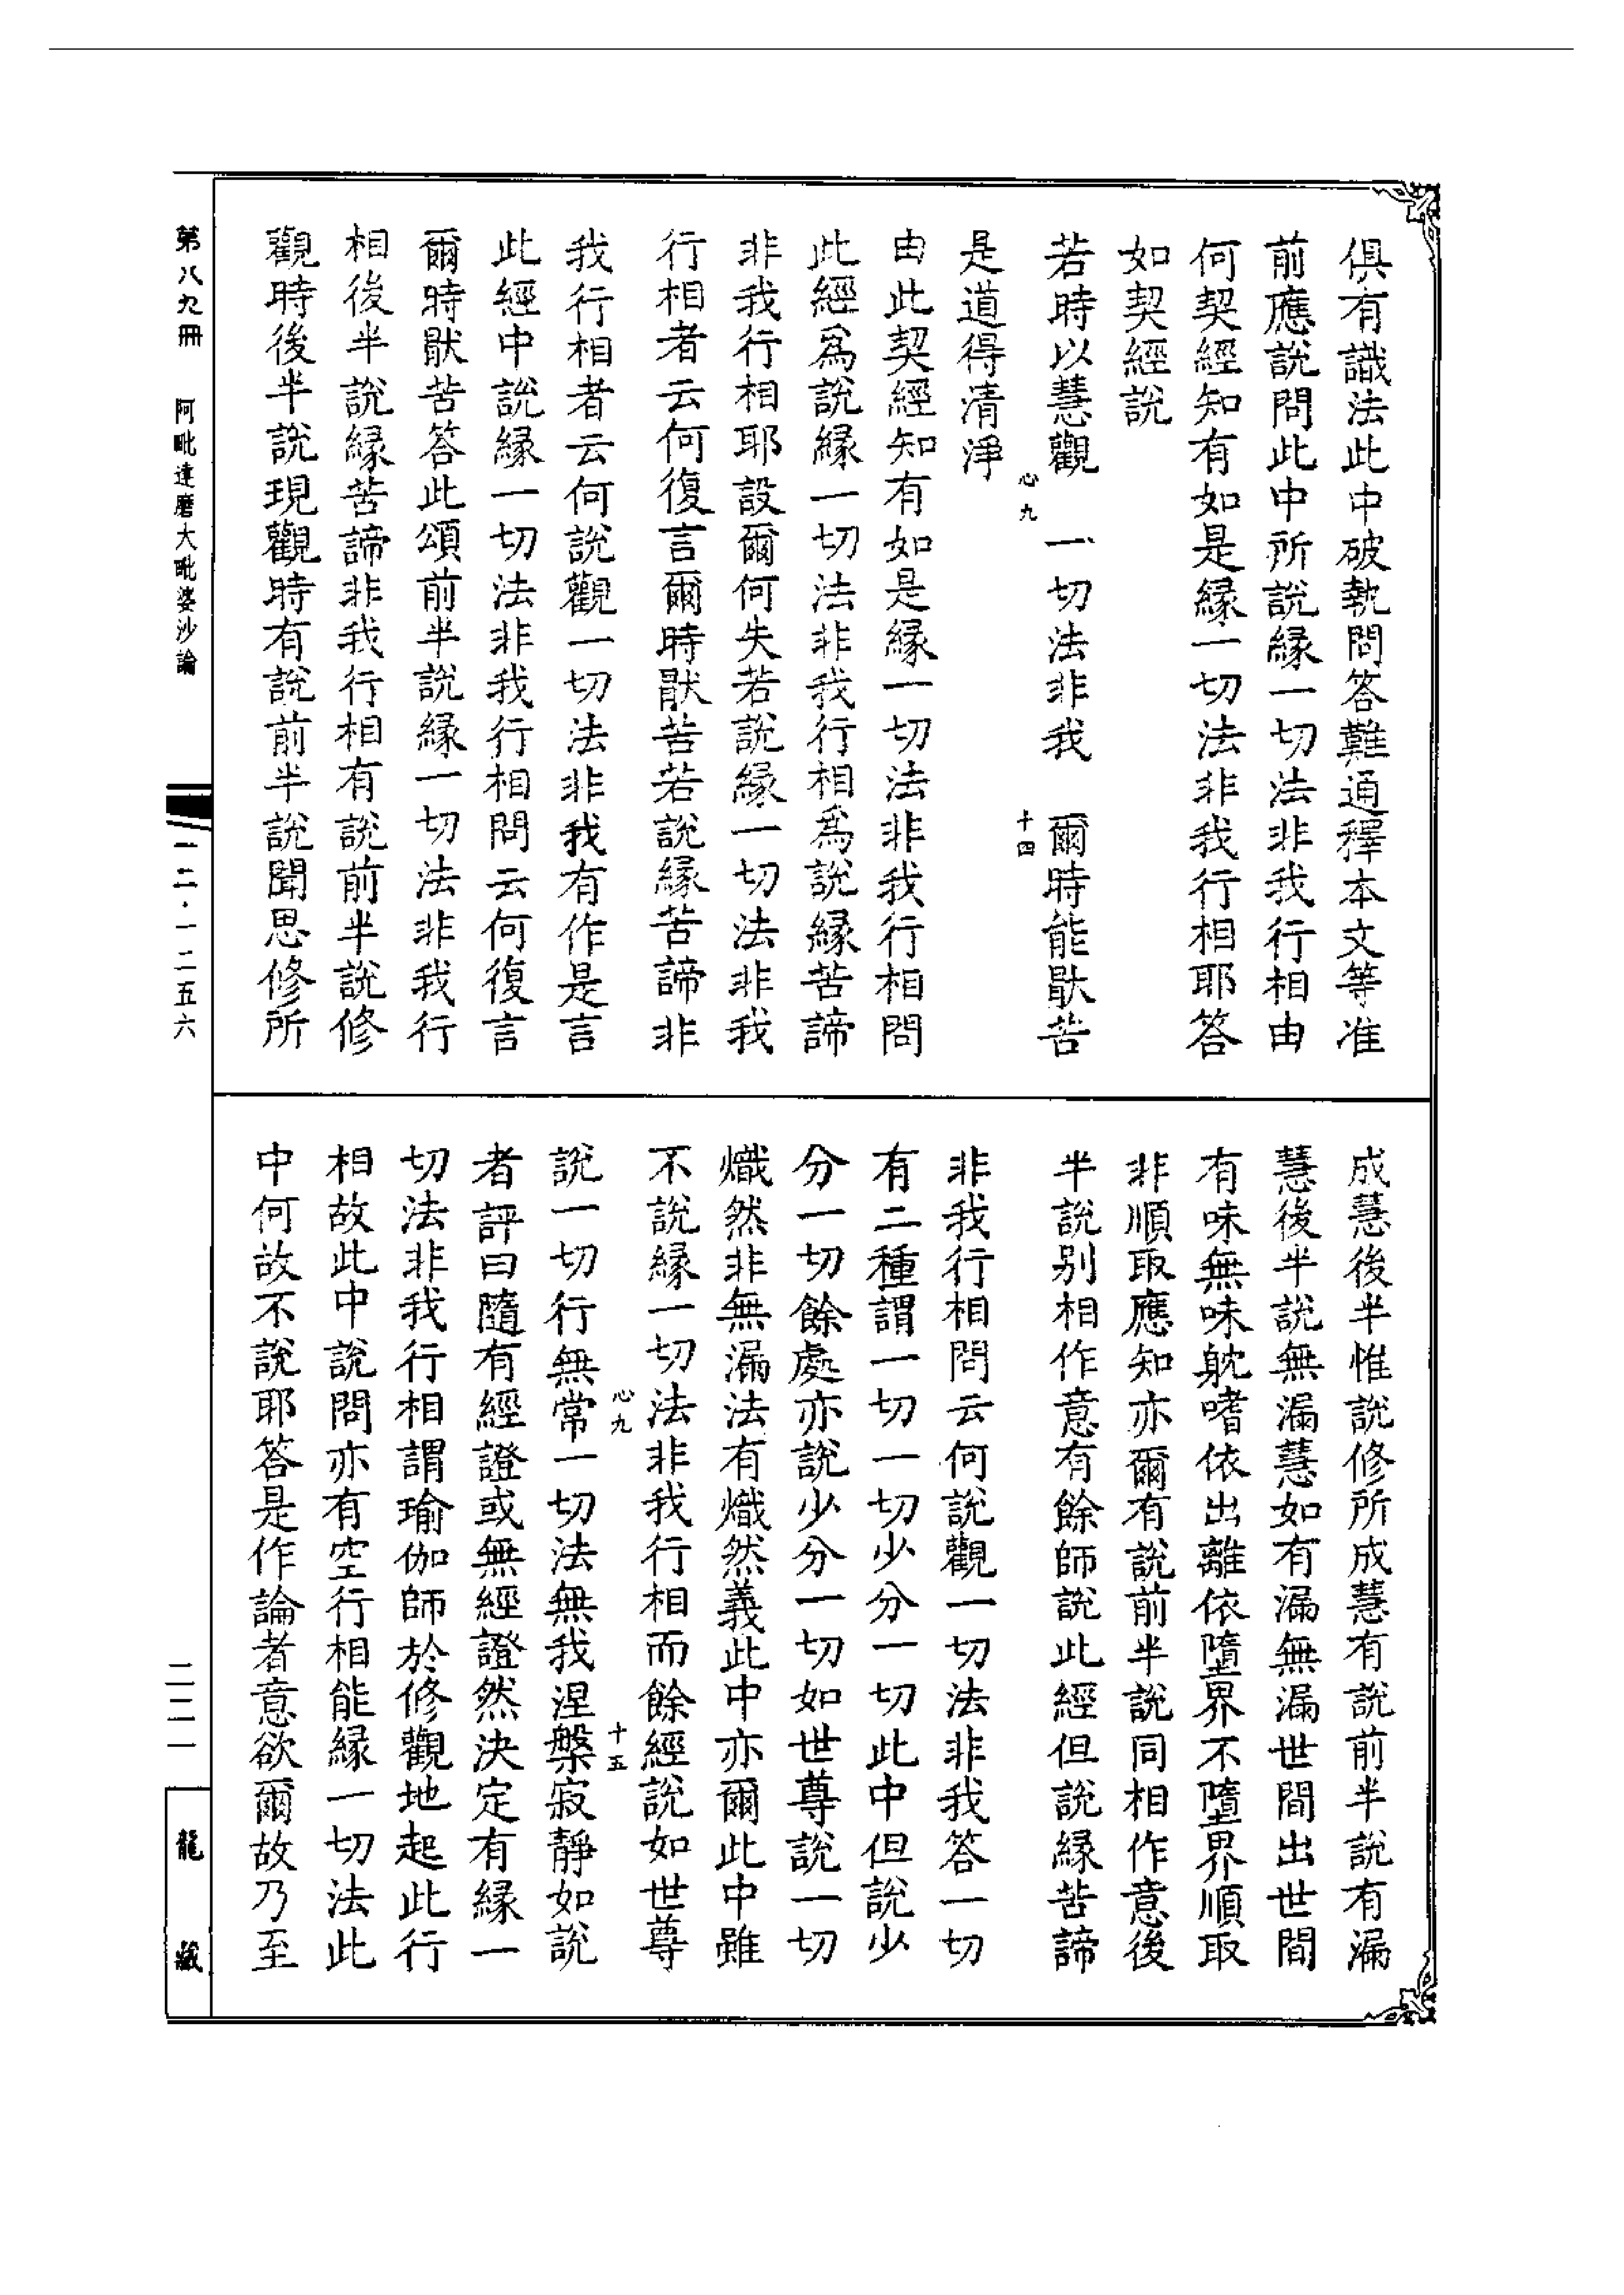 俱有識法此中破執問答難通釋本文等准
前應說問此中所說緣一切法非我行相由
何契經知有如是緣一切法非我行相耶答
如契經說
若時以慧觀　一切法非我　爾時能猒苦
心九　十四
是道得清淨
由此契經知有如是緣一切法非我行相問
此經為說緣一切法非我行相為說緣苦諦
非我行相耶設爾何失若說緣一切法非我
行相者云何復言爾時猒苦若說緣苦諦非
我行相者云何說觀一切法非我有作是言
此經中說緣一切法非我行相問云何復言
爾時猒苦答此頌前半說緣一切法非我行
相後半說緣苦諦非我行相有說前半說修
觀時後半說現觀時有說前半說聞思修所
成慧後半惟說修所成慧有說前半說有漏
慧後半說無漏慧如有漏無漏世間出世間
有味無味躭嗜依出離依墮界不墮界順取
非順取應知亦爾有說前半說同相作意後
半說別相作意有餘師說此經但說緣苦諦
非我行相問云何說觀一切法非我答一切
有二種謂一切一切少分一切此中但說少
分一切餘處亦說少分一切如世尊說一切
熾然非無漏法有熾然義此中亦爾此中雖
不說緣一切法非我行相而餘經說如世尊
心九　十五
說一切行無常一切法無我涅槃寂靜如說
者評曰隨有經證或無經證然決定有緣一
切法非我行相謂瑜伽師於修觀地起此行
相故此中說問亦有空行相能緣一切法此
中何故不說耶答是作論者意欲爾故乃至
第八九冊　阿毗達磨大毗婆沙論
一二·一二五六
二二一
龍藏